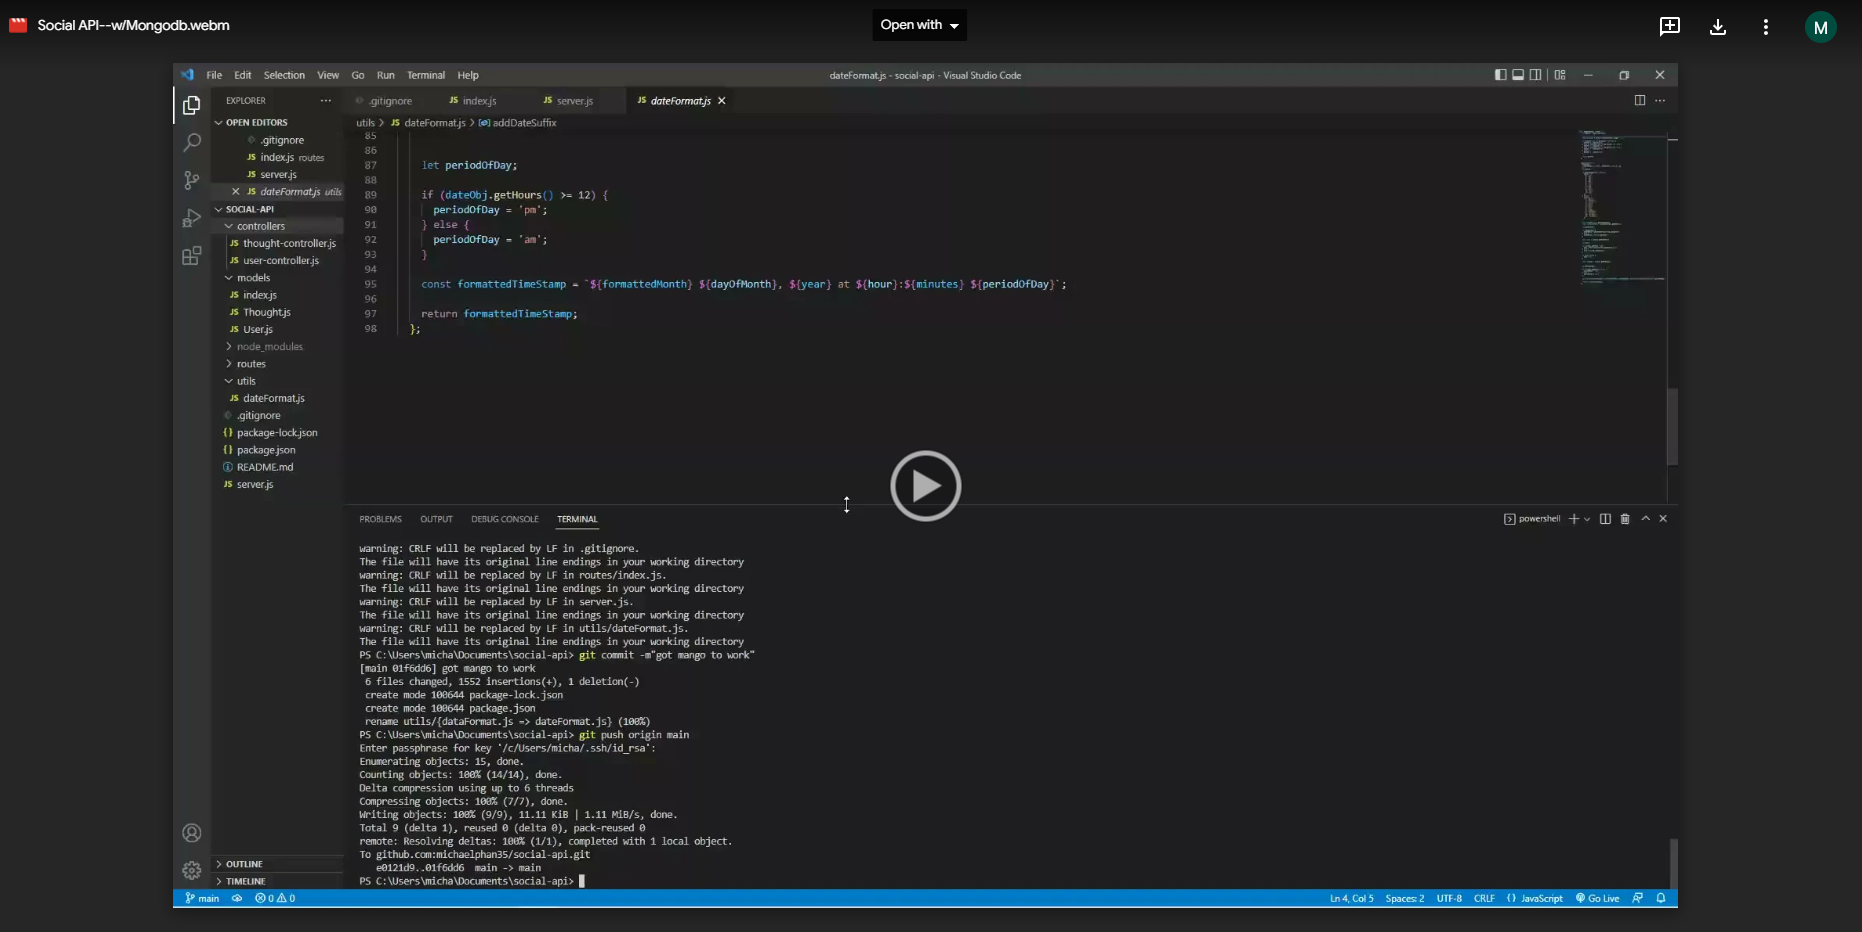 Social API--w/Mongodb.webm
Open with
M
File Edit Selection View Go Run Terminal Help
dateFormat.js - social-api - Visual Studio Code
EXPLORER
OPEN EDITORS
.gitignore
JS index.js routes
JS server.js
JS dateFormat.js utils
SOCIAL-API
controllers
JS thought-controller.js
JS user-controller.js
models
JS index.js
JS Thought.js
JS User.js
node_modules
routes
utils
JS dateFormat.js
.gitignore
{} package-lock.json
{} package.json
README.md
JS server.js
OUTLINE
TIMELINE
.gitignore JS index.js JS server.js JS dateFormat.js
utils > JS dateFormat.js > addDateSuffix
85
86
87 let periodOfDay;
88
89 if (dateObj.getHours() >= 12) {
90 periodOfDay = 'pm';
91 } else {
92 periodOfDay = 'am';
93 }
94
95 const formattedTimeStamp = `${formattedMonth} ${dayOfMonth}, ${year} at ${hour}:${minutes} ${periodOfDay}`;
96
97 return formattedTimeStamp;
98 };
PROBLEMS OUTPUT DEBUG CONSOLE TERMINAL
powershell
warning: CRLF will be replaced by LF in .gitignore.
The file will have its original line endings in your working directory
warning: CRLF will be replaced by LF in routes/index.js.
The file will have its original line endings in your working directory
warning: CRLF will be replaced by LF in server.js.
The file will have its original line endings in your working directory
warning: CRLF will be replaced by LF in utils/dateFormat.js.
The file will have its original line endings in your working directory
PS C:\Users\micha\Documents\social-api> git commit -m"got mango to work"
[main 01f6dd6] got mango to work
6 files changed, 1552 insertions(+), 1 deletion(-)
create mode 100644 package-lock.json
create mode 100644 package.json
rename utils/{dataFormat.js => dateFormat.js} (100%)
PS C:\Users\micha\Documents\social-api> git push origin main
Enter passphrase for key '/c/Users/micha/.ssh/id_rsa':
Enumerating objects: 15, done.
Counting objects: 100% (14/14), done.
Delta compression using up to 6 threads
Compressing objects: 100% (7/7), done.
Writing objects: 100% (9/9), 11.11 KiB | 1.11 MiB/s, done.
Total 9 (delta 1), reused 0 (delta 0), pack-reused 0
remote: Resolving deltas: 100% (1/1), completed with 1 local object.
To github.com:michaelphan35/social-api.git
e0121d9..01f6dd6 main -> main
PS C:\Users\micha\Documents\social-api>
main 0 0
Ln 4, Col 5 Spaces: 2 UTF-8 CRLF {} JavaScript Go Live